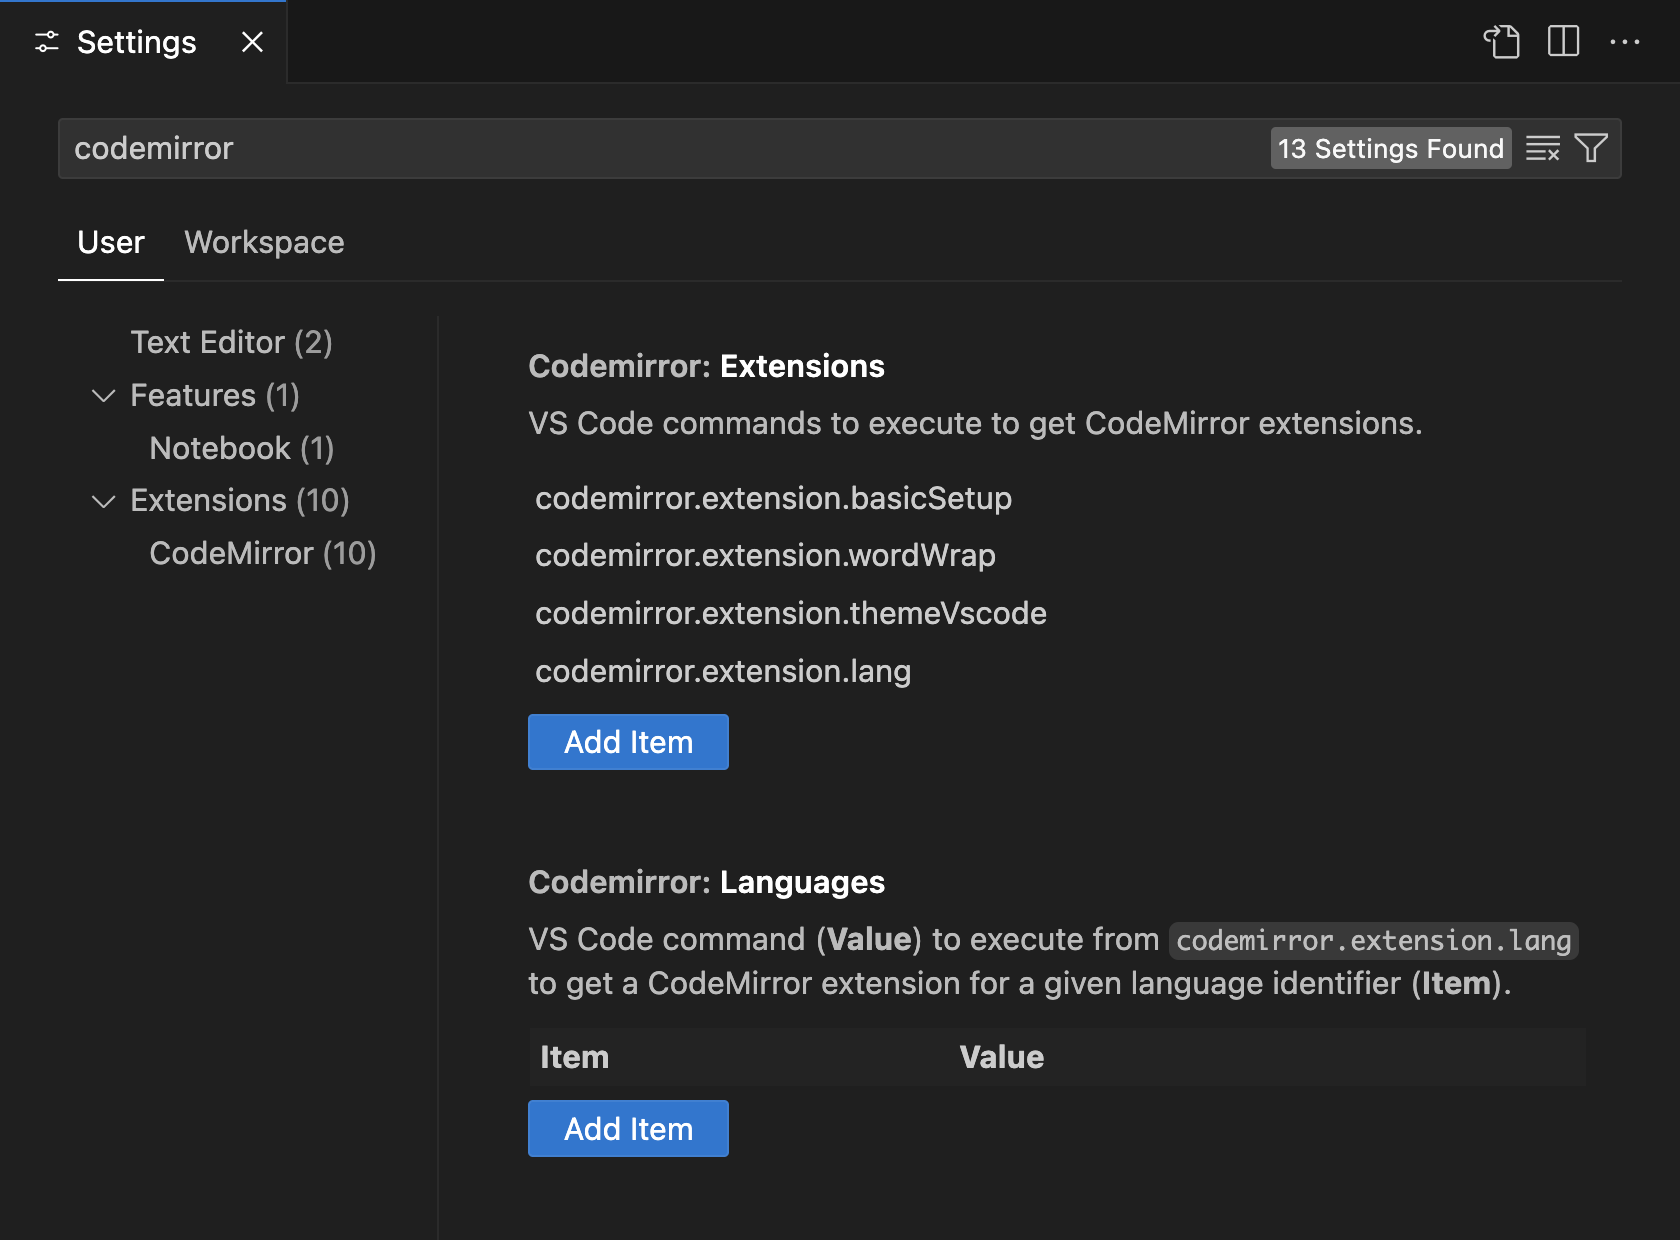 Settings
codemirror
13 Settings Found
User
Workspace
Text Editor (2)
Features (1)
Notebook (1)
Extensions (10)
CodeMirror (10)
Codemirror: Extensions
VS Code commands to execute to get CodeMirror extensions.
codemirror.extension.basicSetup
codemirror.extension.wordWrap
codemirror.extension.themeVscode
codemirror.extension.lang
Add Item
Codemirror: Languages
VS Code command (Value) to execute from codemirror.extension.lang
to get a CodeMirror extension for a given language identifier (Item).
Item Value
Add Item